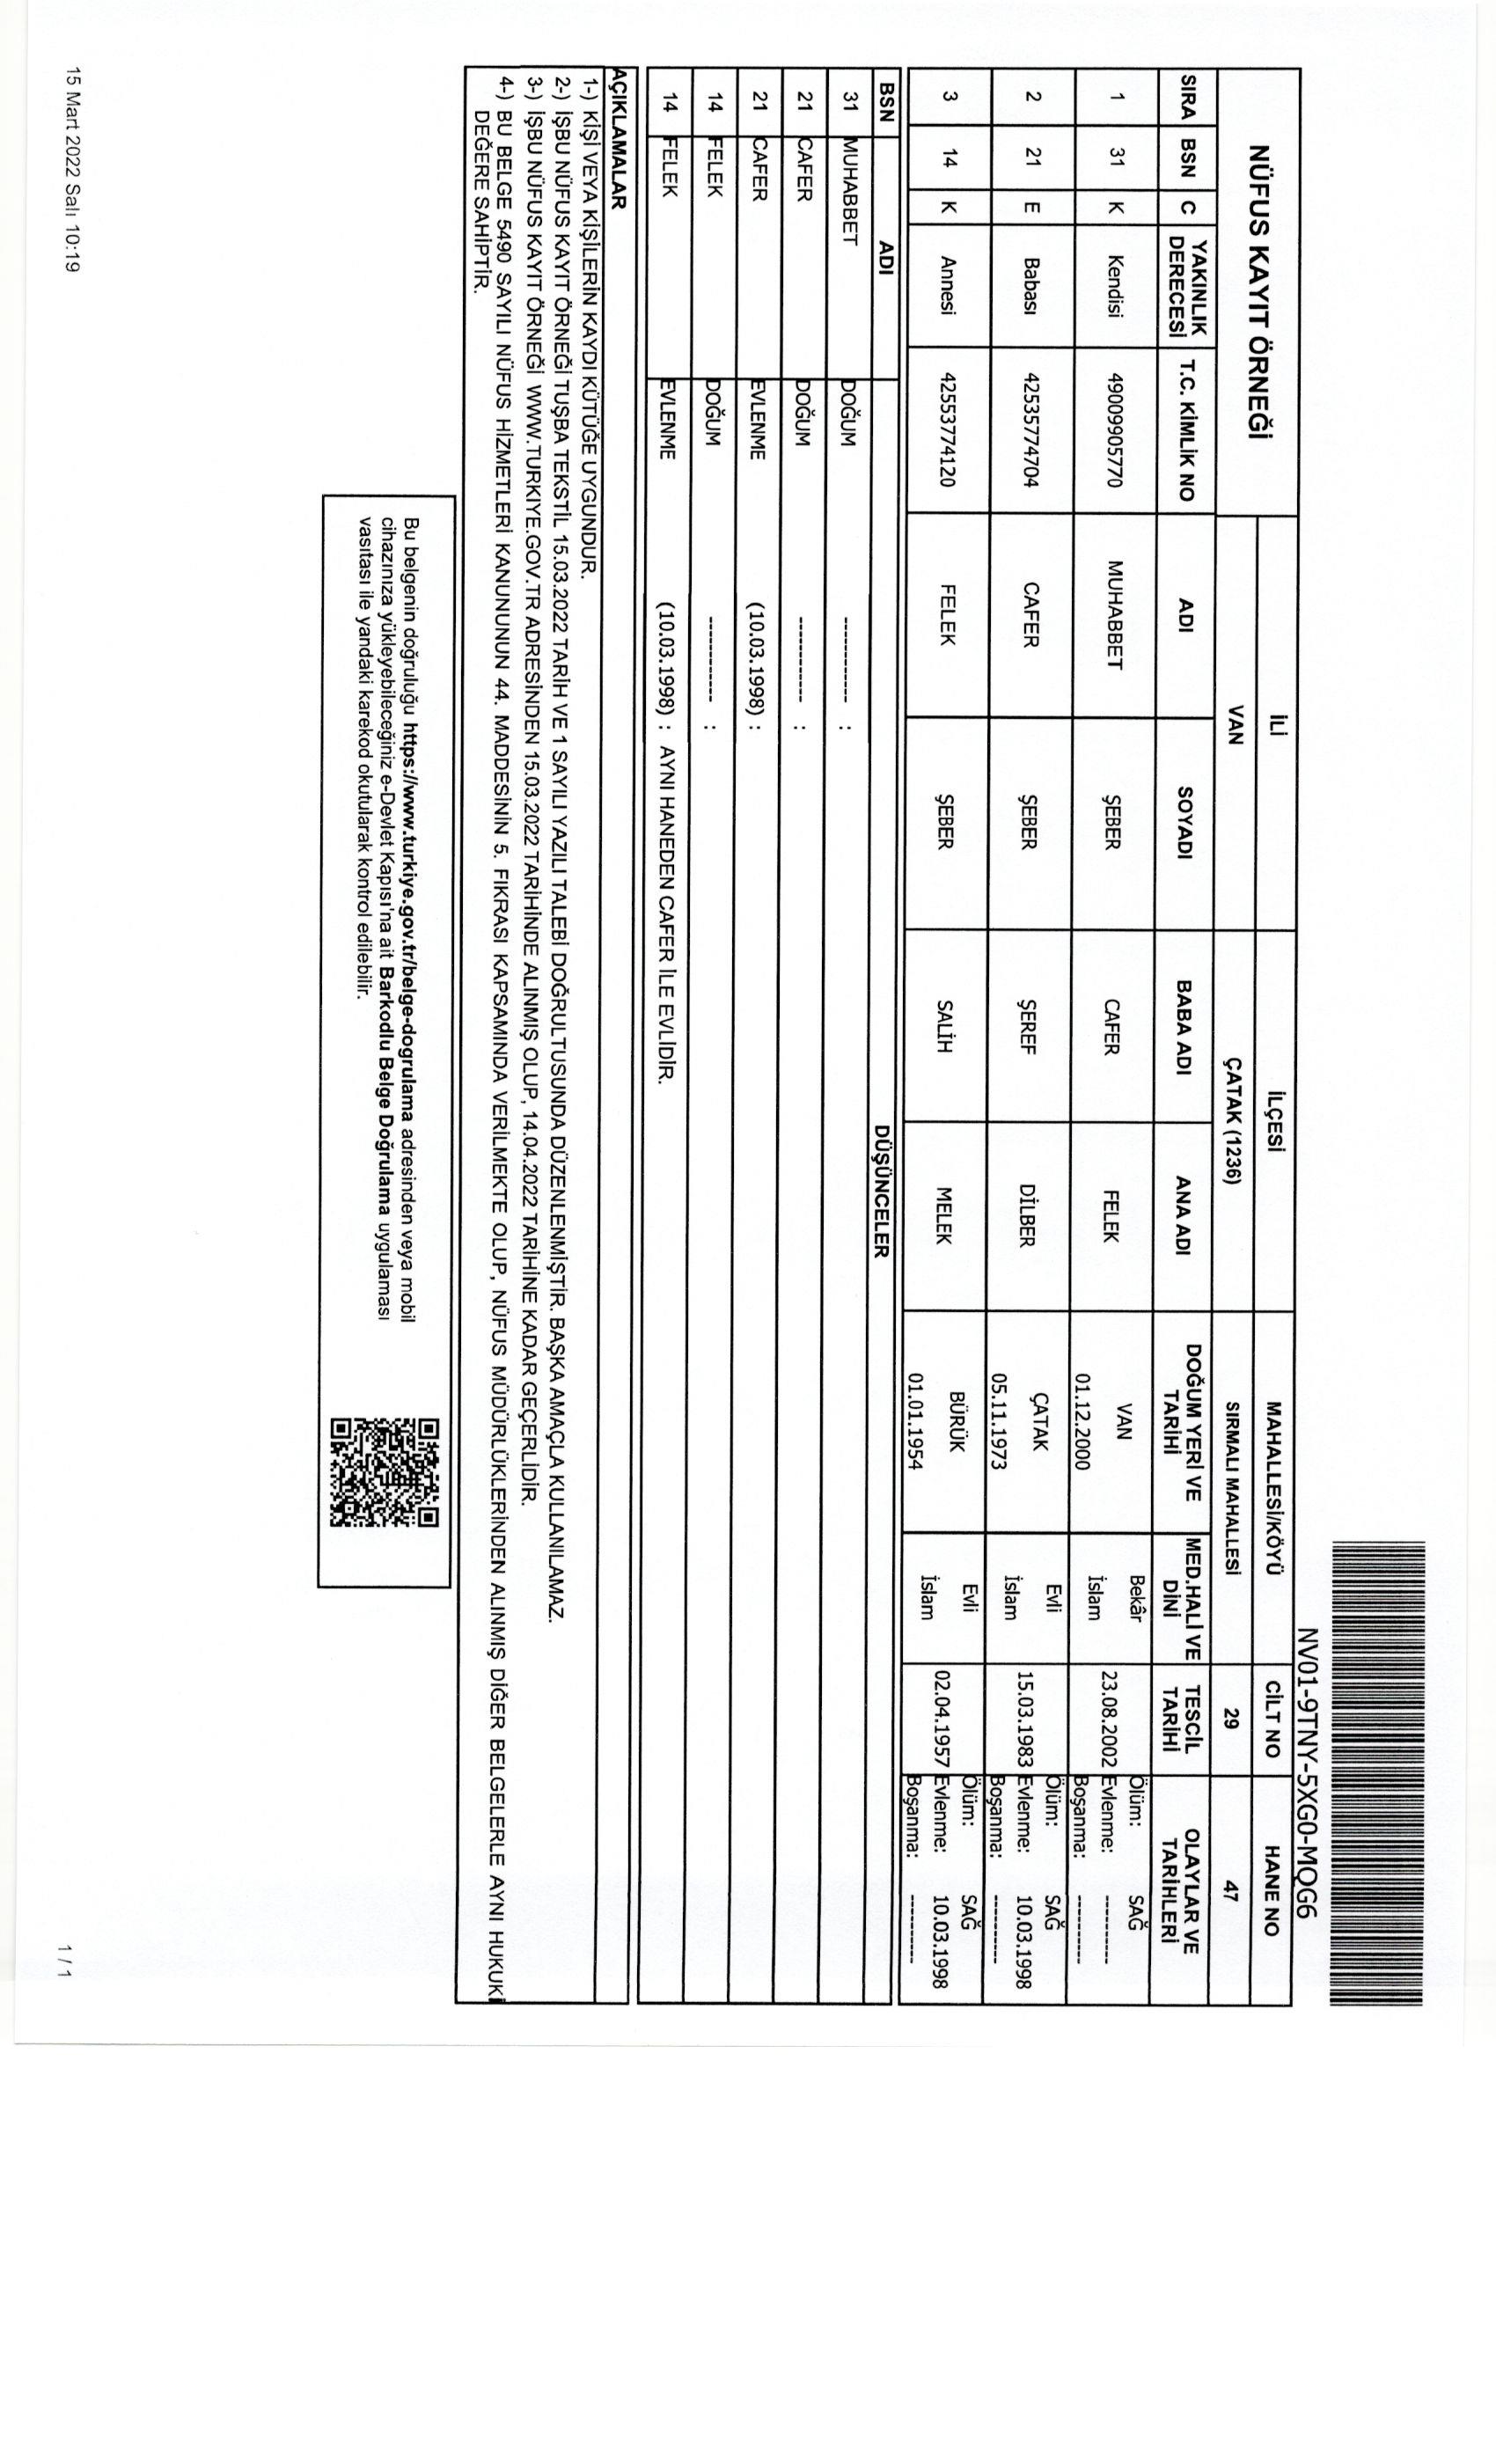 NV01-9TNY-5XG0-MQG6
NÜFUS KAYIT ÖRNEĞİ
İLİ İLÇESİ MAHALLESİ/KÖYÜ CİLT NO HANE NO
VAN ÇATAK (1236) SIRMALI MAHALLESİ 29 47
SIRA BSN C YAKINLIK DERECESİ T.C. KİMLİK NO ADI SOYADI BABA ADI ANA ADI DOĞUM YERİ VE TARİHİ MED.HALİ VE DİNİ TESCİL TARİHİ OLAYLAR VE TARİHLERİ
1 31 K Kendisi 49009905770 MUHABBET ŞEBER CAFER FELEK VAN 01.12.2000 Bekâr İslam 23.08.2002 Ölüm: SAĞ
Evlenme: ----------
Boşanma: ----------
2 21 E Babası 42535774704 CAFER ŞEBER ŞEREF DİLBER ÇATAK 05.11.1973 Evli İslam 15.03.1983 Ölüm: SAĞ
Evlenme: 10.03.1998
Boşanma: ----------
3 14 K Annesi 42553774120 FELEK ŞEBER SALİH MELEK BÜRÜK 01.01.1954 Evli İslam 02.04.1957 Ölüm: SAĞ
Evlenme: 10.03.1998
Boşanma: ----------
BSN ADI DÜŞÜNCELER
31 MUHABBET DOĞUM ------------ :
21 CAFER DOĞUM ------------ :
21 CAFER EVLENME (10.03.1998) :
14 FELEK DOĞUM ------------ :
14 FELEK EVLENME (10.03.1998) : AYNI HANEDEN CAFER İLE EVLİDİR.
AÇIKLAMALAR
1-) KİŞİ VEYA KİŞİLERİN KAYDI KÜTÜĞE UYGUNDUR.
2-) İŞBU NÜFUS KAYIT ÖRNEĞİ TUŞBA TEKSTİL 15.03.2022 TARİH VE 1 SAYILI YAZILI TALEBİ DOĞRULTUSUNDA DÜZENLENMİŞTİR. BAŞKA AMAÇLA KULLANILAMAZ.
3-) İŞBU NÜFUS KAYIT ÖRNEĞİ WWW.TURKIYE.GOV.TR ADRESİNDEN 15.03.2022 TARİHİNDE ALINMIŞ OLUP, 14.04.2022 TARİHİNE KADAR GEÇERLİDİR.
4-) BU BELGE 5490 SAYILI NÜFUS HİZMETLERİ KANUNUNUN 44. MADDESİNİN 5. FIKRASI KAPSAMINDA VERİLMEKTE OLUP, NÜFUS MÜDÜRLÜKLERİNDEN ALINMIŞ DİĞER BELGELERLE AYNI HUKUKİ
DEĞERE SAHİPTİR.
Bu belgenin doğruluğu https://www.turkiye.gov.tr/belge-dogrulama adresinden veya mobil
cihazınıza yükleyebileceğiniz e-Devlet Kapısı'na ait Barkodlu Belge Doğrulama uygulaması
vasıtası ile yandaki karekod okutularak kontrol edilebilir.
15 Mart 2022 Salı 10:19
1 / 1